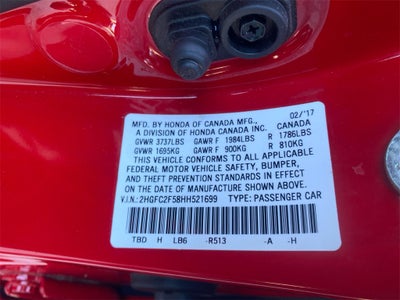 MFD. BY HONDA OF CANADA MFG., 02/'17
A DIVISION OF HONDA CANADA INC. CANADA
GVWR 3737LBS GAWR F 1984LBS R 1786LBS
GVWR 1695KG GAWR F 900KG R 810KG
THIS VEHICLE CONFORMS TO ALL APPLICABLE
FEDERAL MOTOR VEHICLE SAFETY, BUMPER,
AND THEFT PREVENTION STANDARDS IN EFFECT
ON THE DATE OF MANUFACTURE SHOWN ABOVE.
V.I.N.: 2HGFC2F58HH521699 TYPE: PASSENGER CAR
TBD H LB6 -R513 -A -H